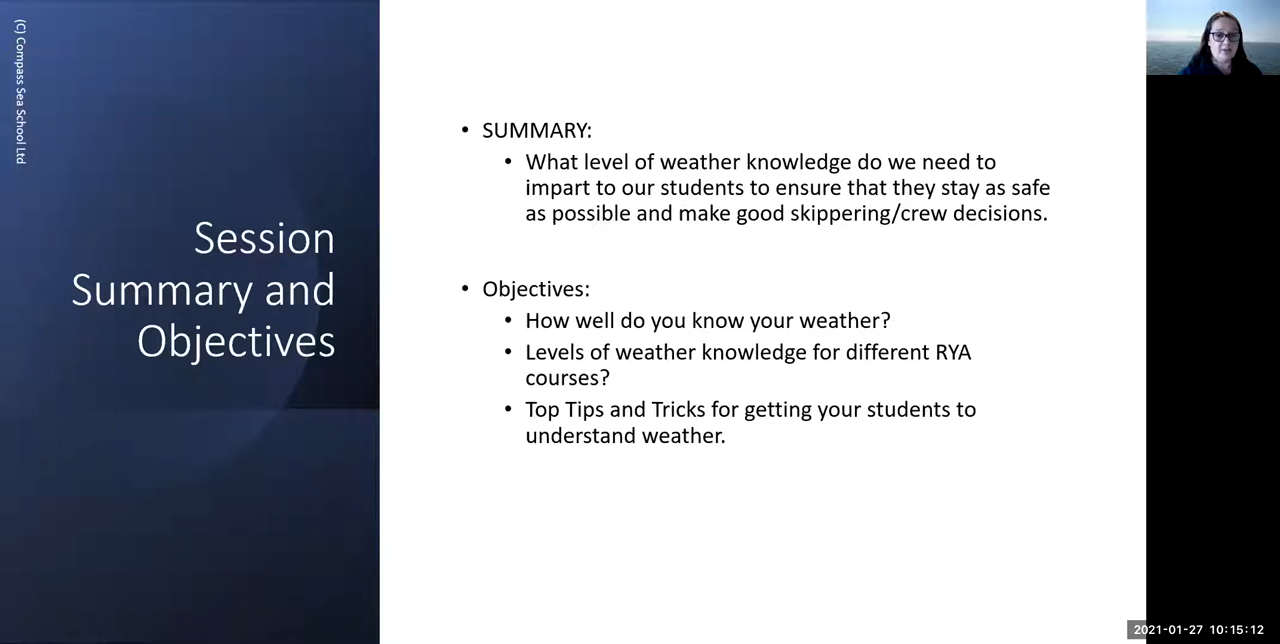 (C) Compass Sea School Ltd
Session
Summary and
Objectives
• SUMMARY:
• What level of weather knowledge do we need to
impart to our students to ensure that they stay as safe
as possible and make good skippering/crew decisions.
• Objectives:
• How well do you know your weather?
• Levels of weather knowledge for different RYA
courses?
• Top Tips and Tricks for getting your students to
understand weather.
2021-01-27 10:15:12